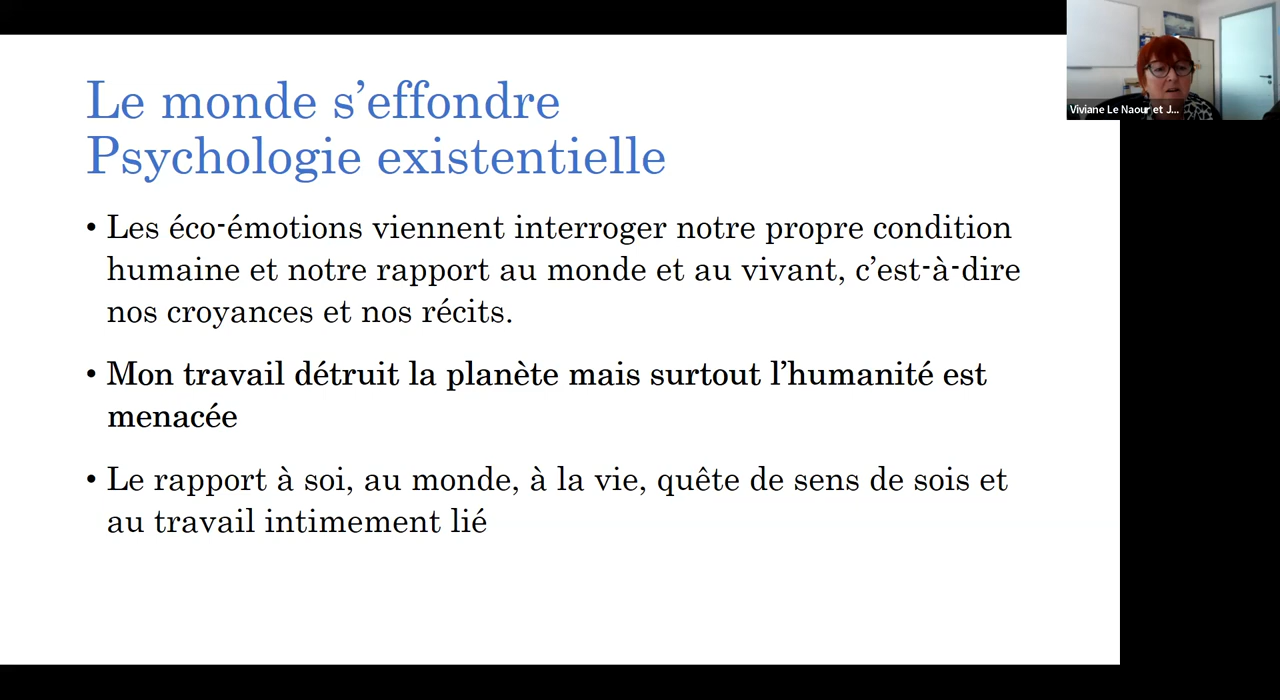 Le monde s’effondre
Psychologie existentielle
• Les éco-émotions viennent interroger notre propre condition
humaine et notre rapport au monde et au vivant, c’est-à-dire
nos croyances et nos récits.
• Mon travail détruit la planète mais surtout l’humanité est
menacée
• Le rapport à soi, au monde, à la vie, quête de sens de sois et
au travail intimement lié
Viviane Le Naour et J...